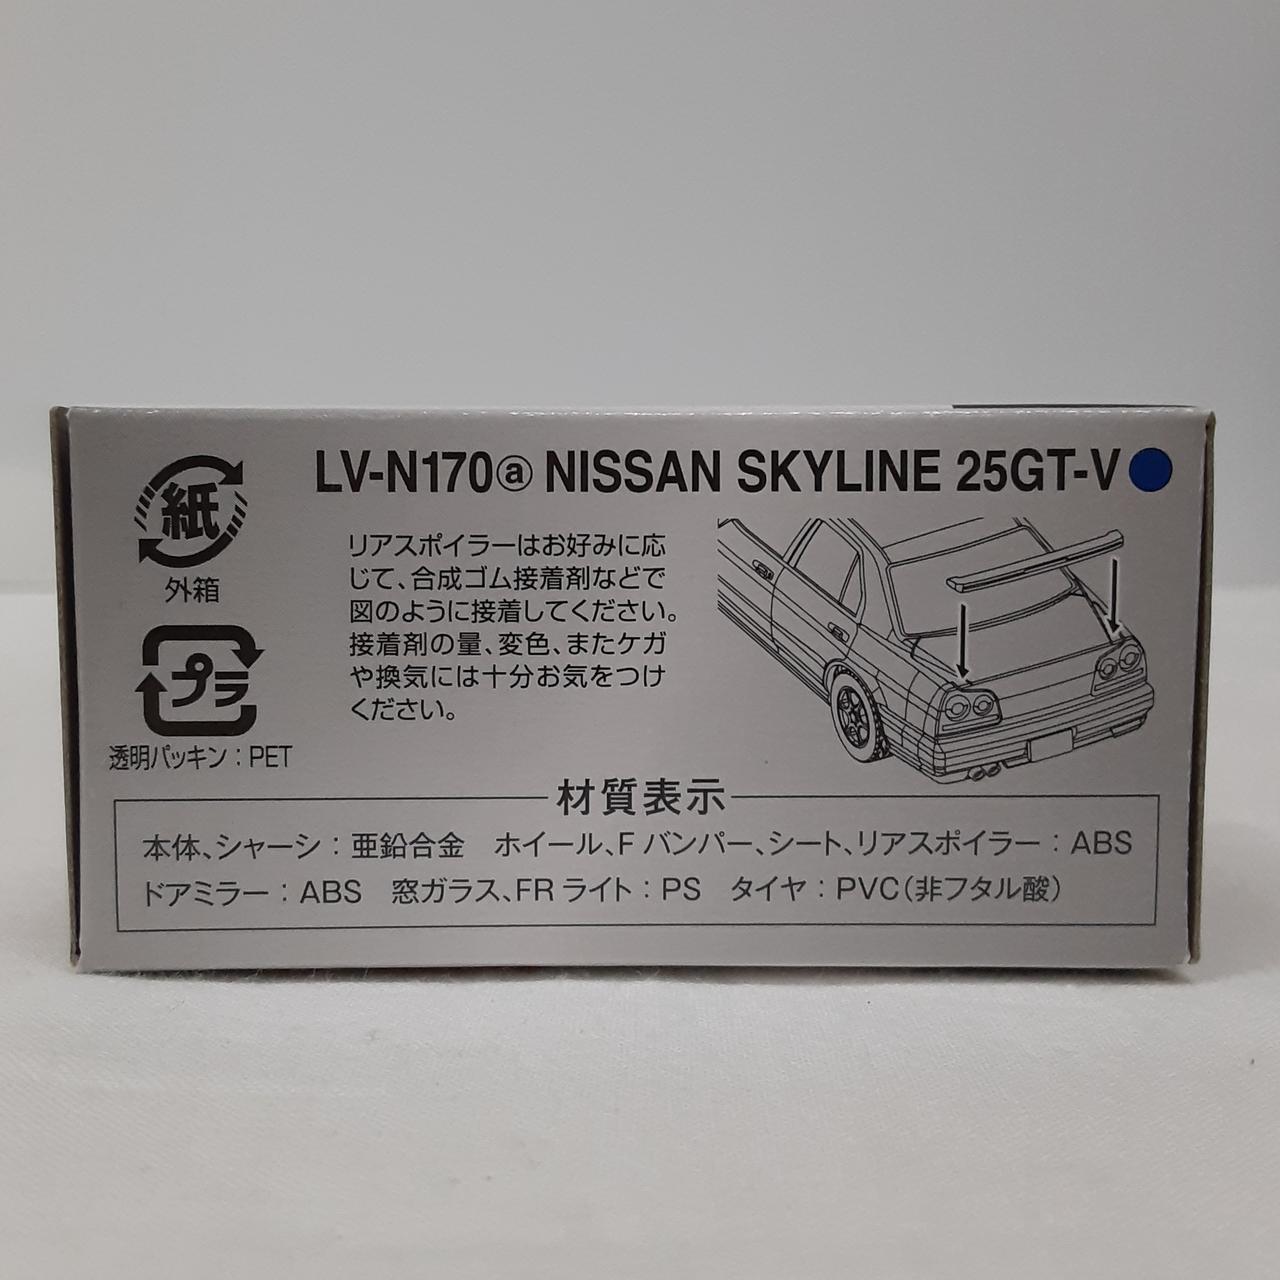 LV-N170ⓐ NISSAN SKYLINE 25GT-V
紙
外箱
プラ
透明パッキン：PET
リアスポイラーはお好みに応
じて、合成ゴム接着剤などで
図のように接着してください。
接着剤の量、変色、またケガ
や換気には十分お気をつけ
ください。
材質表示
本体、シャーシ：亜鉛合金　ホイール、F バンパー、シート、リアスポイラー：ABS
ドアミラー：ABS　窓ガラス、FR ライト：PS　タイヤ：PVC（非フタル酸）